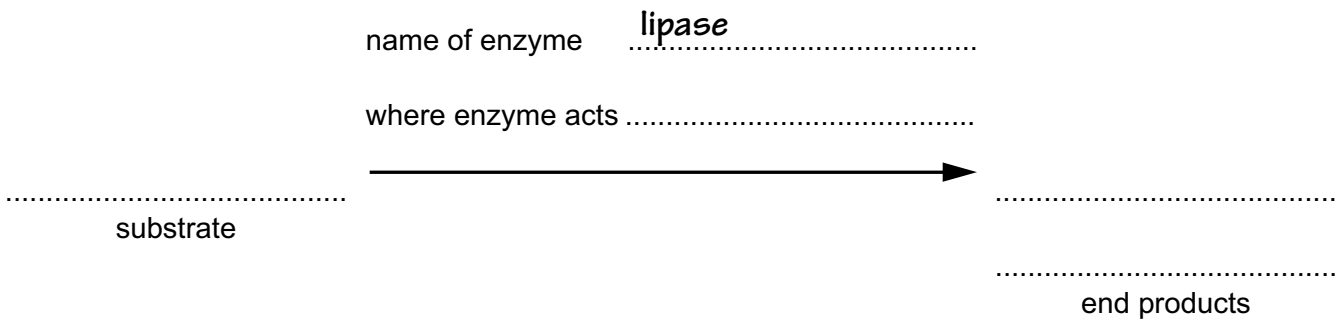 name of enzyme lipase
where enzyme acts ..........................................
.......................................... substrate
..........................................
..........................................
end products